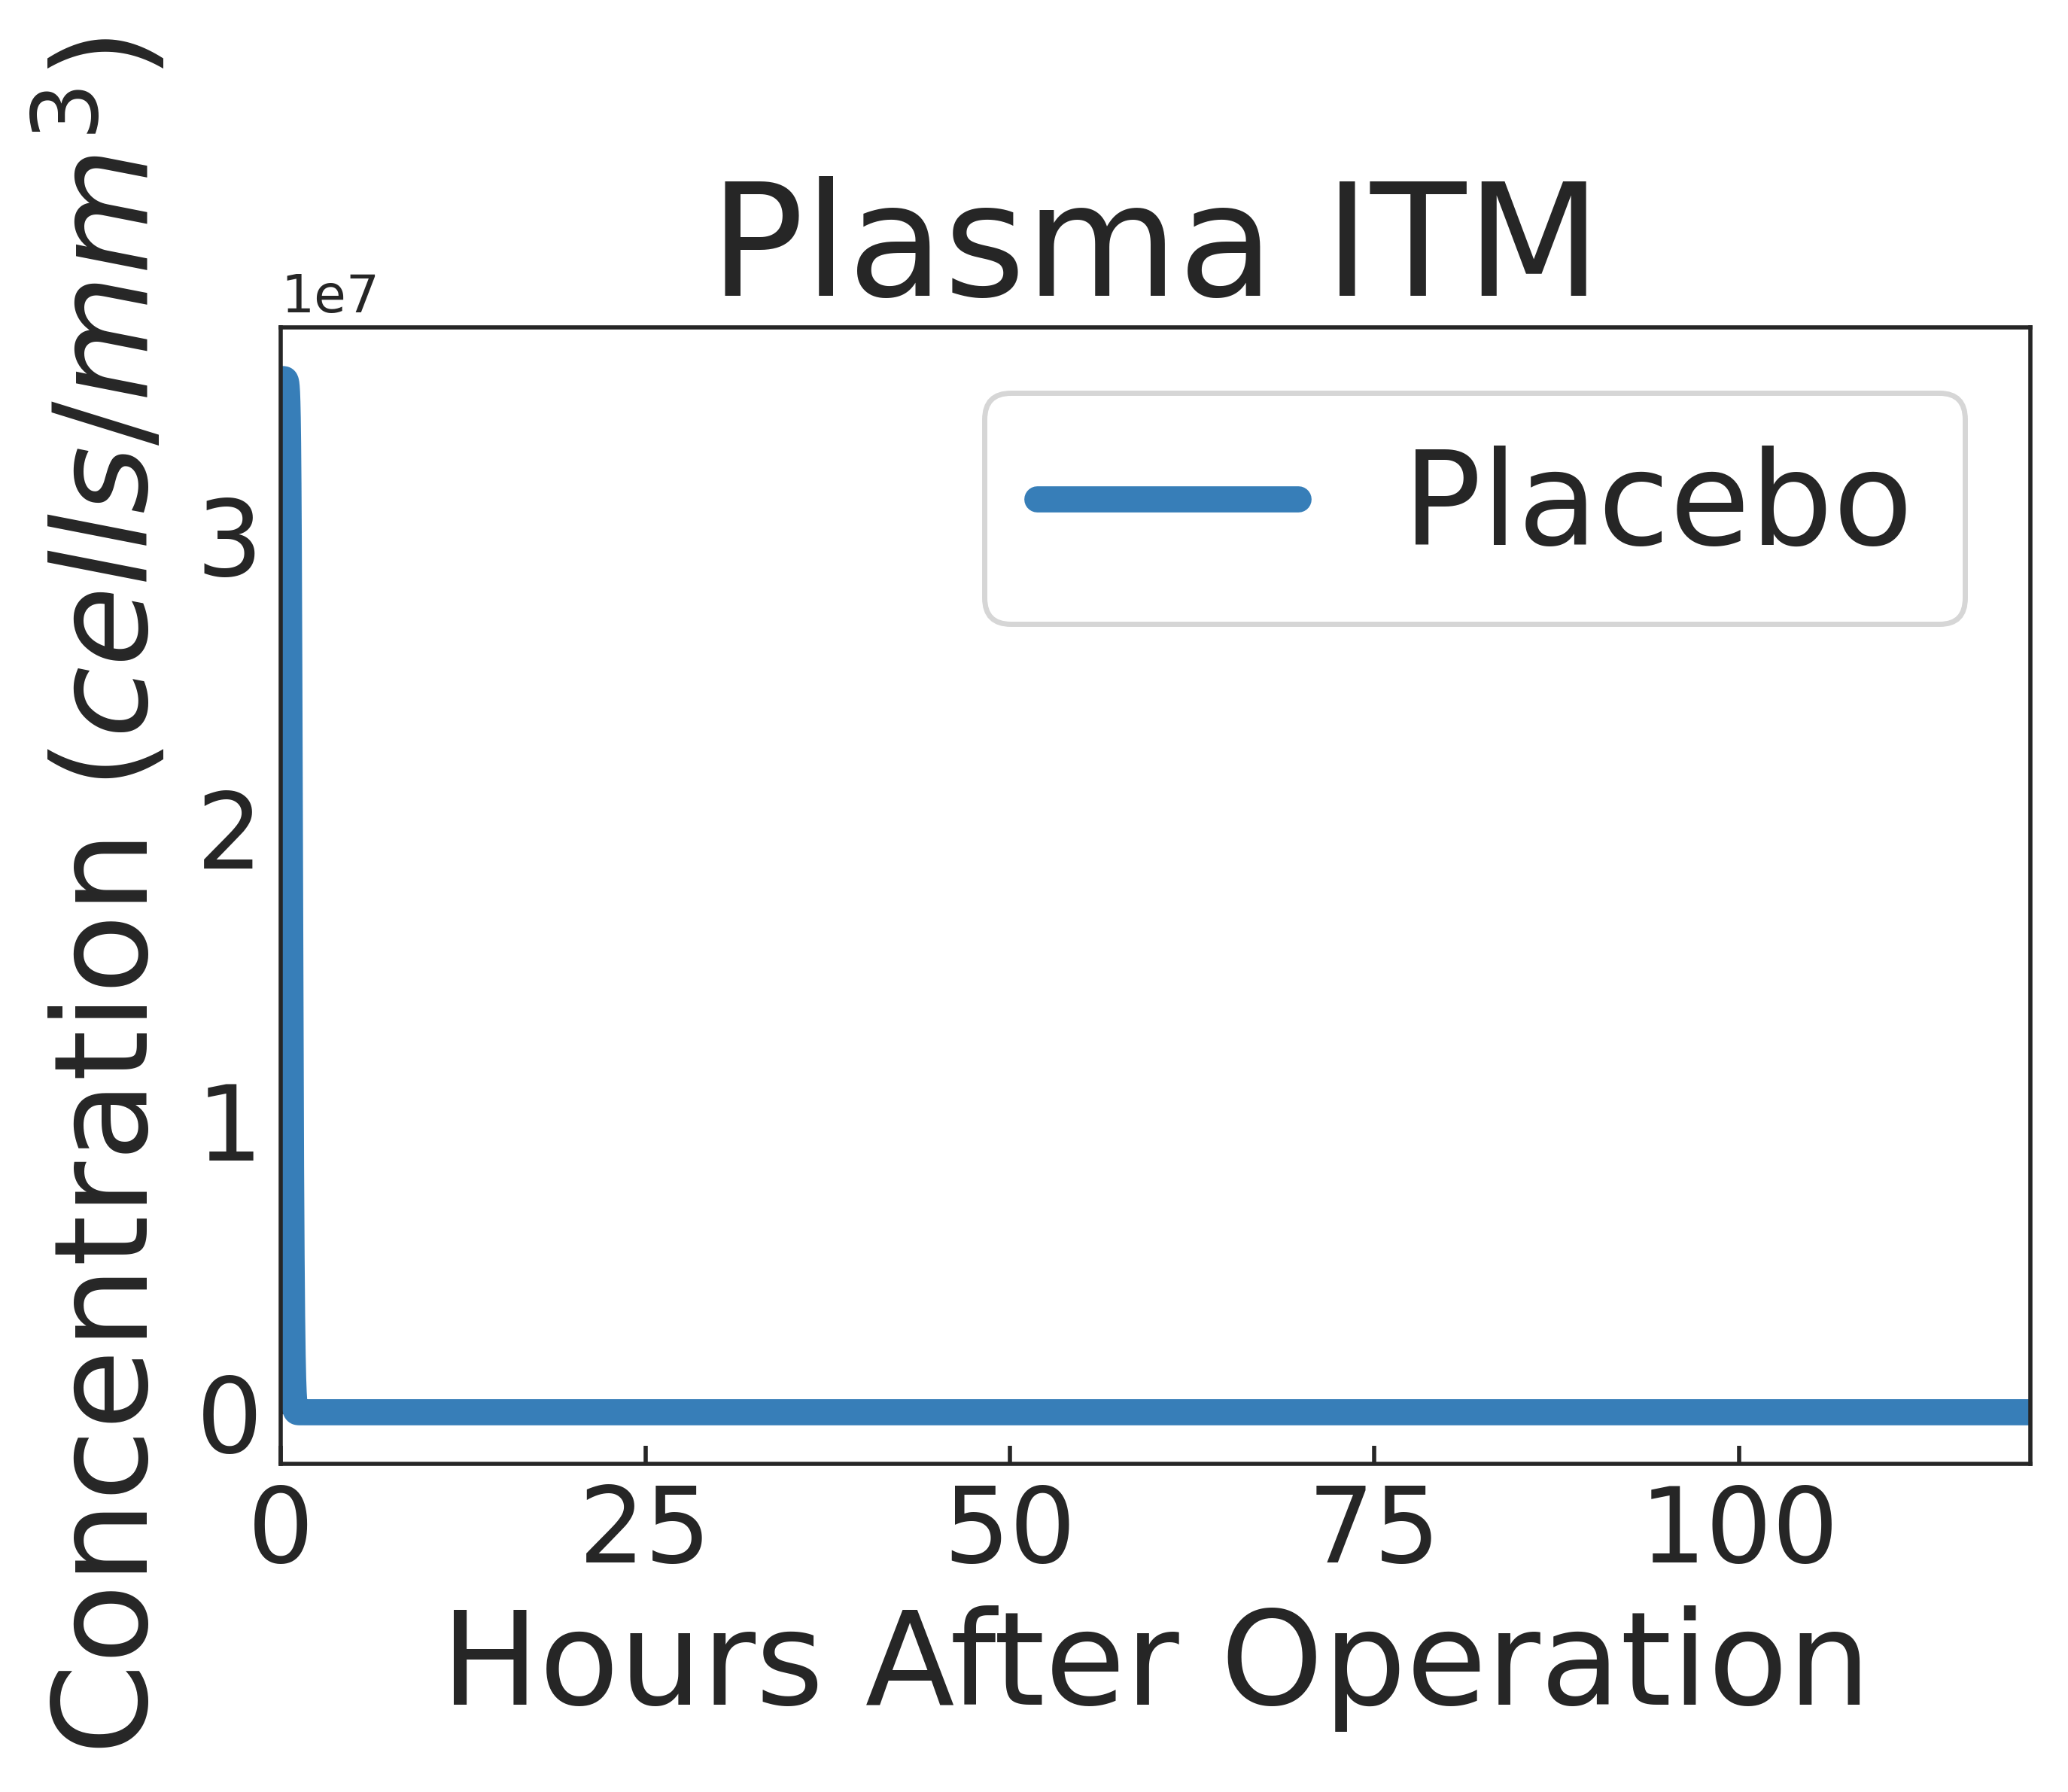 Plasma ITM
1e7
Concentration (cells/mm³)
Placebo
3
2
1
0
0 25 50 75 100
Hours After Operation